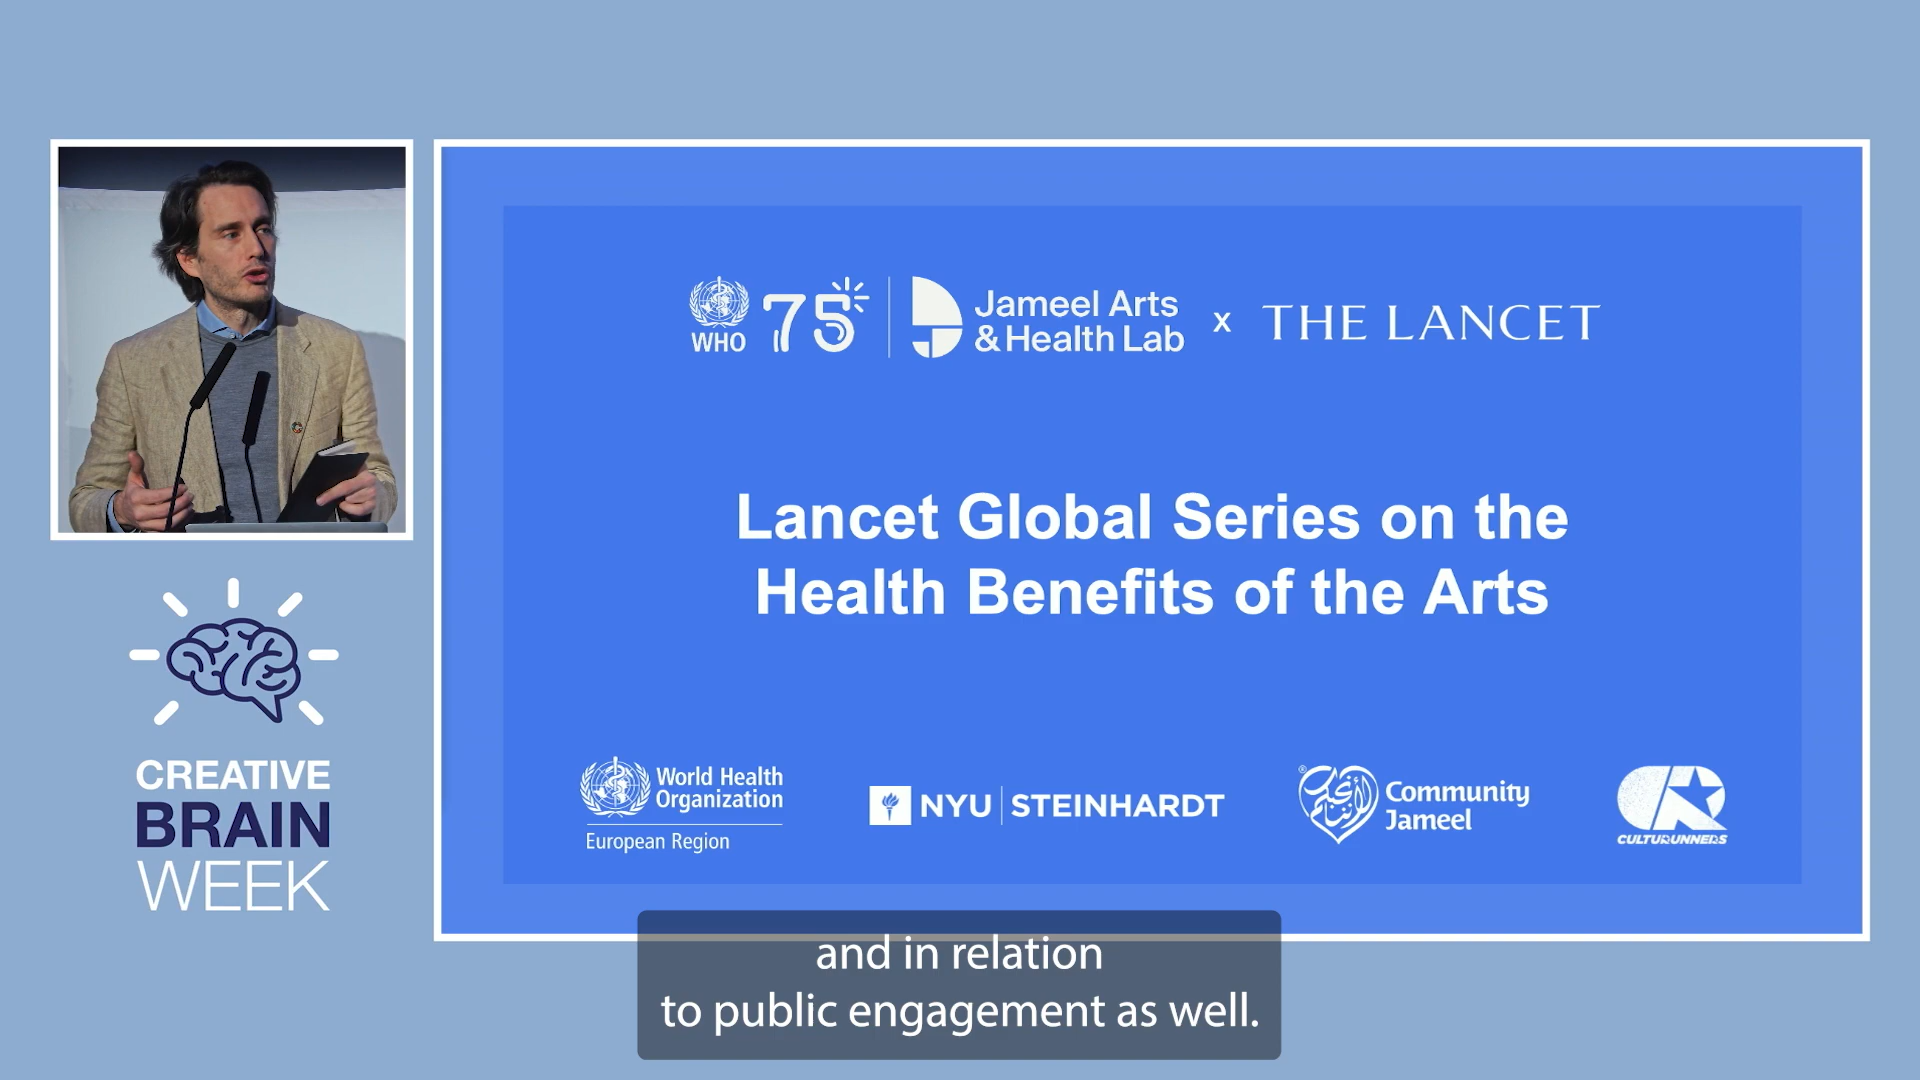 WHO
75
Jameel Arts
& Health Lab
x
THE LANCET
Lancet Global Series on the
Health Benefits of the Arts
World Health
Organization
European Region
NYU STEINHARDT
Community
Jameel
CULTURUNNERS
CREATIVE
BRAIN
WEEK
and in relation
to public engagement as well.